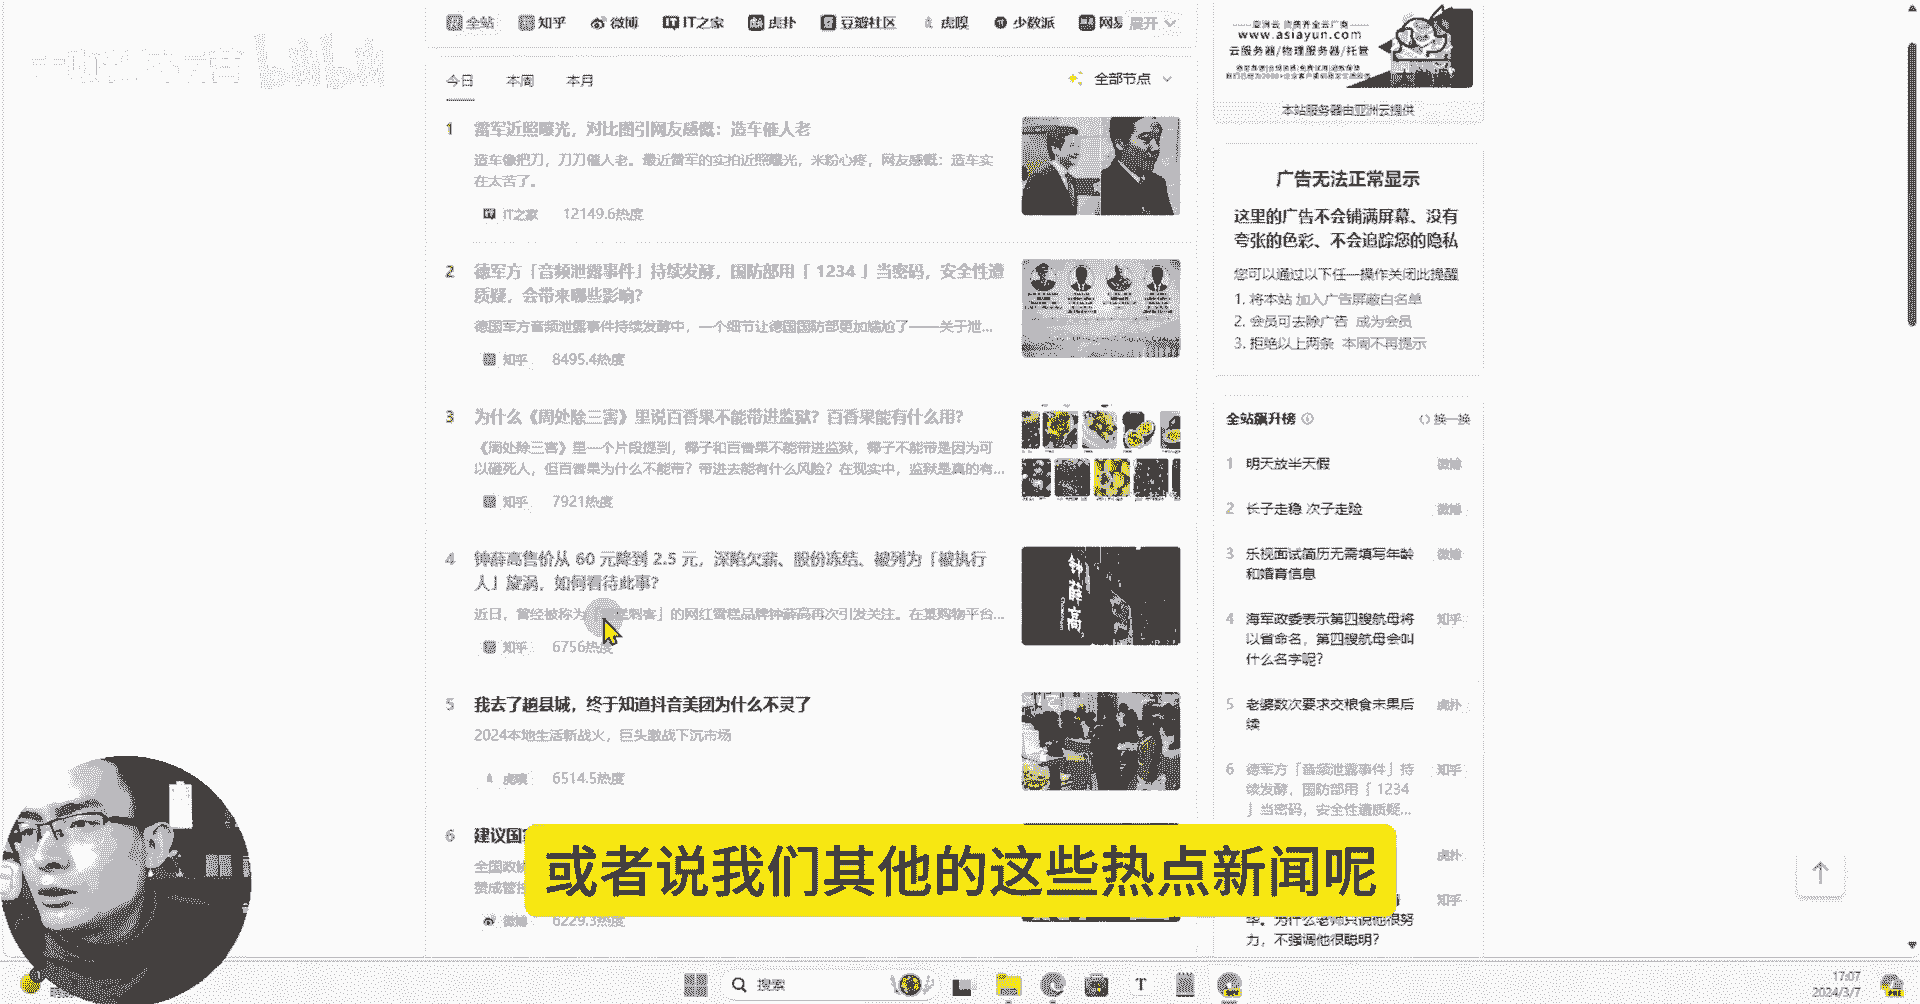 全站 知乎 微博 IT之家 虎扑 豆瓣社区 虎嗅 少数派 网易 展开
今日 本周 本月
全部节点
1 雷军近照曝光，对比图引网友感慨：造车催人老
造车像把刀，刀刀催人老。最近雷军的实拍近照曝光，米粉心疼，网友感慨：造车实
在太苦了。
IT之家 12149.6热度
2 德军方「音频泄露事件」持续发酵，国防部用「 1234 」当密码，安全性遭
质疑，会带来哪些影响？
德国军方音频泄露事件持续发酵中，一个细节让德国国防部更加尴尬了——关于泄...
知乎 8495.4热度
3 为什么《周处除三害》里说百香果不能带进监狱？百香果能有什么用？
《周处除三害》里一个片段提到，椰子和百香果不能带进监狱，椰子不能带是因为可
以砸死人，但百香果为什么不能带？带进去能有什么风险？在现实中，监狱是真的有...
知乎 7921热度
4 钟薛高售价从 60 元降到 2.5 元，深陷欠薪、股份冻结、被列为「被执行
人」旋涡，如何看待此事？
近日，曾经被称为 刺客」的网红雪糕品牌钟薛高再次引发关注。在某购物平台...
知乎 6756热度
钟薛高
5 我去了趟县城，终于知道抖音美团为什么不灵了
2024本地生活新战火，巨头激战下沉市场
虎嗅 6514.5热度
6 建议国
全国政
赞成管
微博 6229.3热度
www.asiayun.com
云服务器/物理服务器/托管
本站服务器由亚洲云提供
广告无法正常显示
这里的广告不会铺满屏幕、没有
夸张的色彩、不会追踪您的隐私
您可以通过以下任一操作关闭此提醒
1. 将本站 加入广告屏蔽白名单
2. 会员可去除广告 成为会员
3. 拒绝以上两条 本周不再提示
全站飙升榜 换一换
1 明天放半天假 微博
2 长子走稳 次子走险 微博
3 乐视面试简历无需填写年龄
和婚育信息 微博
4 海军政委表示第四艘航母将
以省命名，第四艘航母会叫
什么名字呢？ 知乎
5 老婆数次要求交粮食未果后
续 虎扑
6 德军方「音频泄露事件」持
续发酵，国防部用「 1234
」当密码，安全性遭质疑... 知乎
虎扑
知乎
华。为什么老师只说他很努
力，不强调他很聪明？
或者说我们其他的这些热点新闻呢
搜索
17:07
2024/3/7